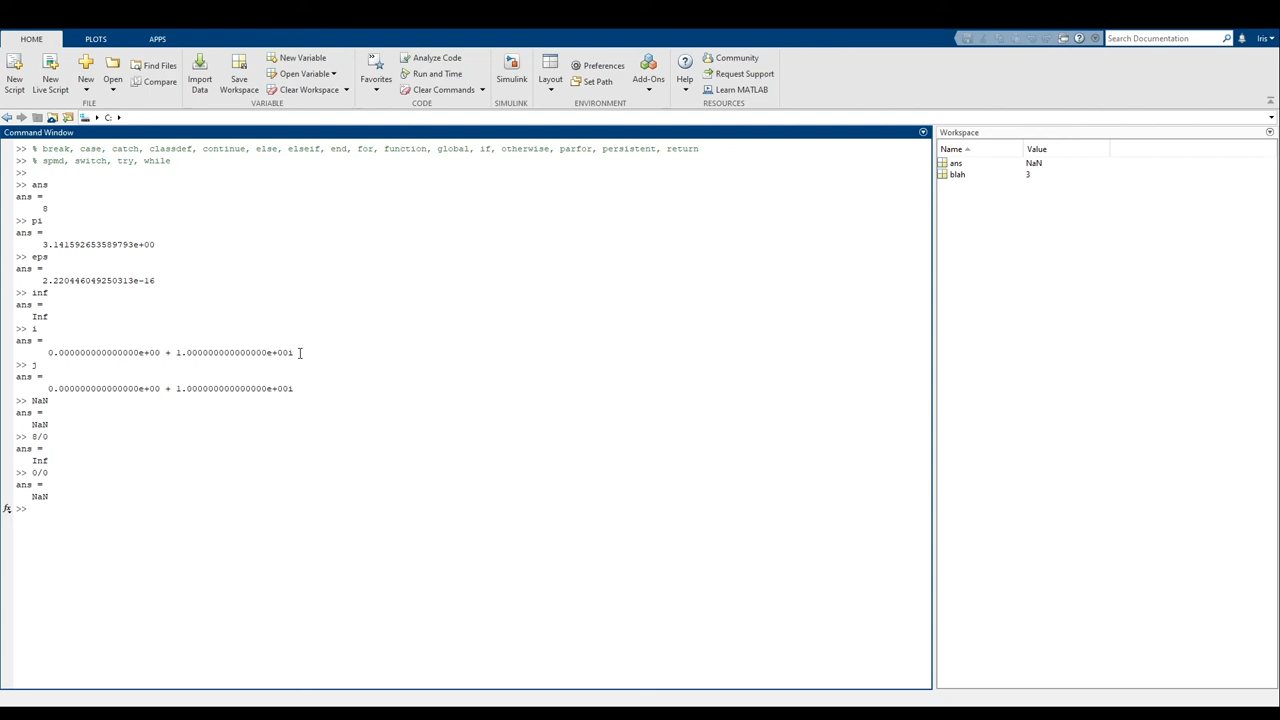 HOME PLOTS APPS
Search Documentation Iris
New Script
New Live Script
New
Open
Find Files
Compare
FILE
Import Data
Save Workspace
New Variable
Open Variable
Clear Workspace
VARIABLE
Favorites
Analyze Code
Run and Time
Clear Commands
CODE
Simulink
SIMULINK
Layout
Preferences
Set Path
Add-Ons
ENVIRONMENT
Help
Community
Request Support
Learn MATLAB
RESOURCES
C:
Command Window
>> % break, case, catch, classdef, continue, else, elseif, end, for, function, global, if, otherwise, parfor, persistent, return
>> % spmd, switch, try, while
>>
>> ans
ans =
8
>> pi
ans =
3.141592653589793e+00
>> eps
ans =
2.220446049250313e-16
>> inf
ans =
Inf
>> i
ans =
0.000000000000000e+00 + 1.000000000000000e+00i
>> j
ans =
0.000000000000000e+00 + 1.000000000000000e+00i
>> NaN
ans =
NaN
>> 8/0
ans =
Inf
>> 0/0
ans =
NaN
fx >>
Workspace
Name Value
ans NaN
blah 3